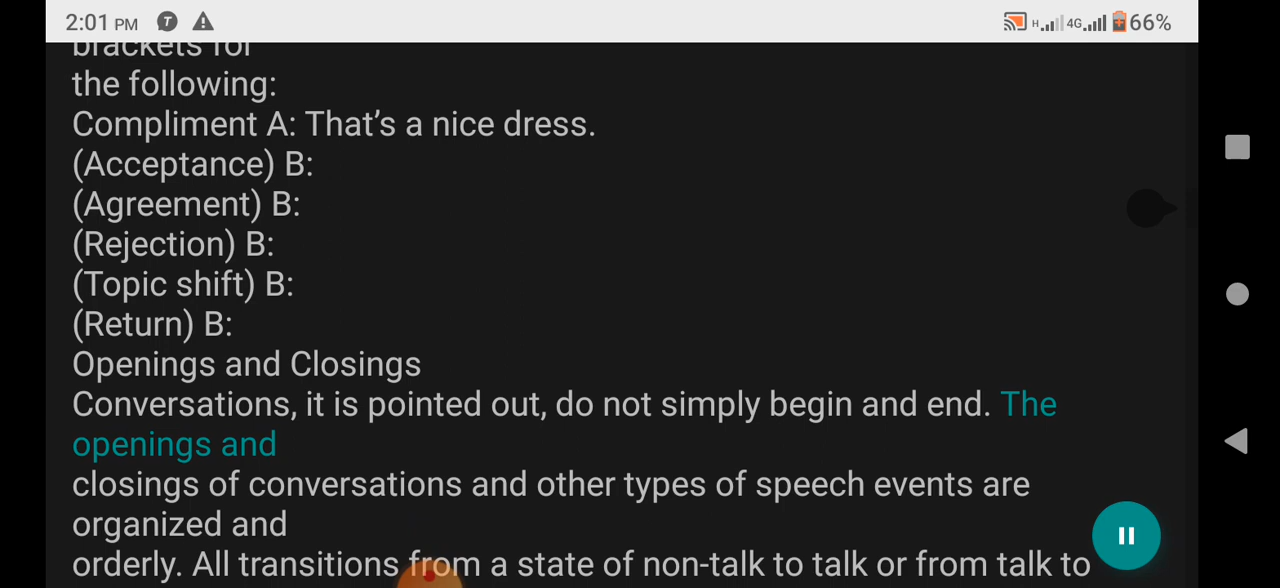 2:01 PM
H 4G 66%
brackets for
the following:
Compliment A: That’s a nice dress.
(Acceptance) B:
(Agreement) B:
(Rejection) B:
(Topic shift) B:
(Return) B:
Openings and Closings
Conversations, it is pointed out, do not simply begin and end. The
openings and
closings of conversations and other types of speech events are
organized and
orderly. All transitions from a state of non-talk to talk or from talk to